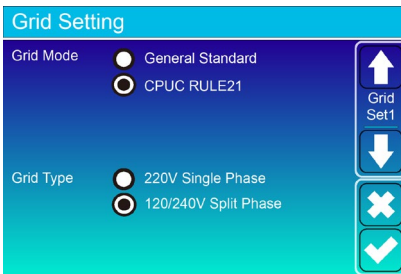 Grid Setting
Grid Mode
General Standard
CPUC RULE21
Grid
Set1
Grid Type
220V Single Phase
120/240V Split Phase